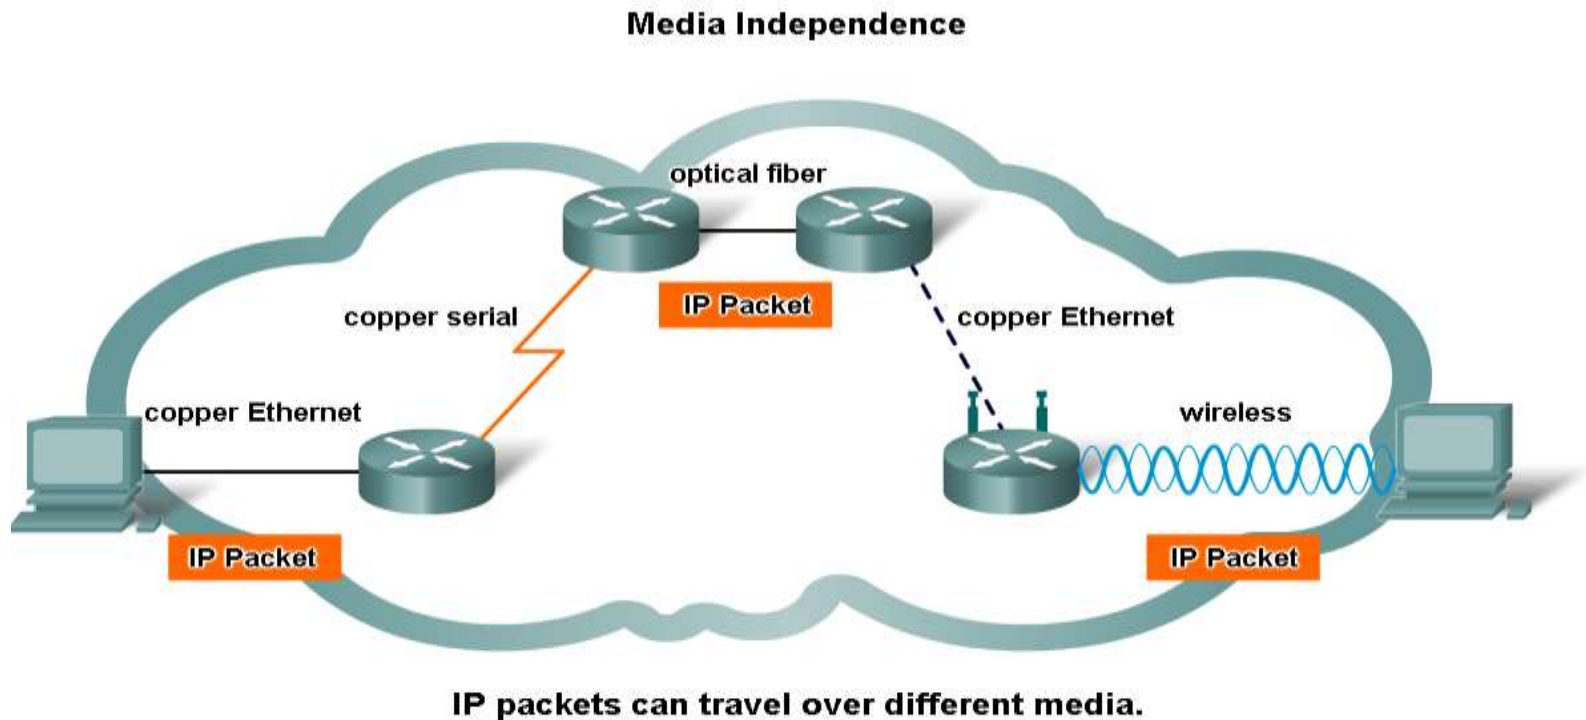 Media Independence
optical fiber
IP Packet
copper serial
copper Ethernet
copper Ethernet
wireless
IP Packet
IP Packet
IP packets can travel over different media.